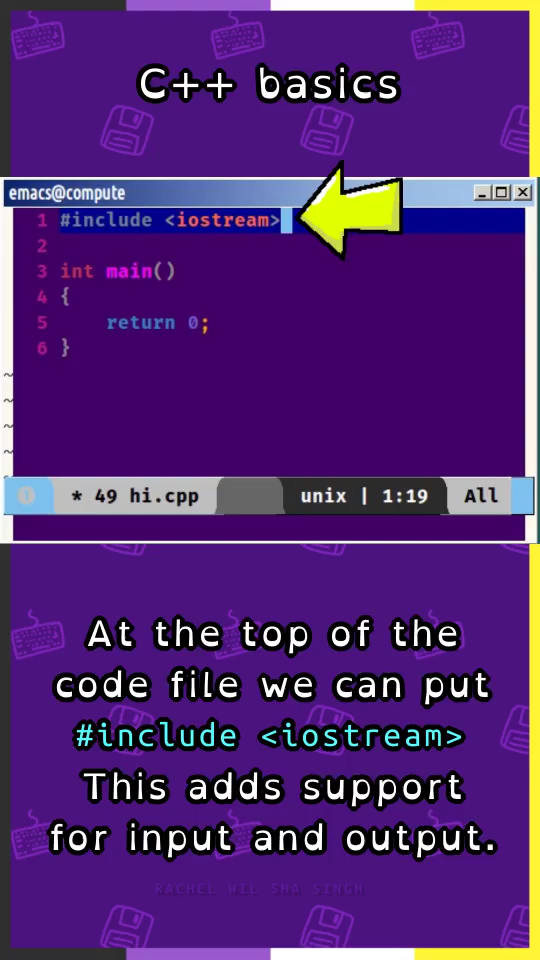 C++ basics
emacs@compute
1 #include <iostream>
2
3 int main()
4 {
5     return 0;
6 }
~
~
~
~
* 49 hi.cpp unix | 1:19 All
At the top of the
code file we can put
#include <iostream>
This adds support
for input and output.
RACHEL WIL SHA SINGH